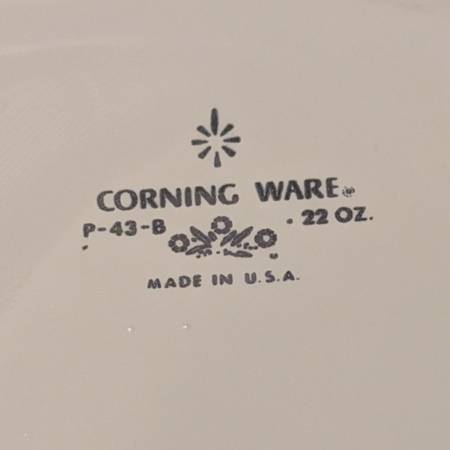 CORNING WARE®
P-43-B · 22 OZ.
MADE IN U.S.A.